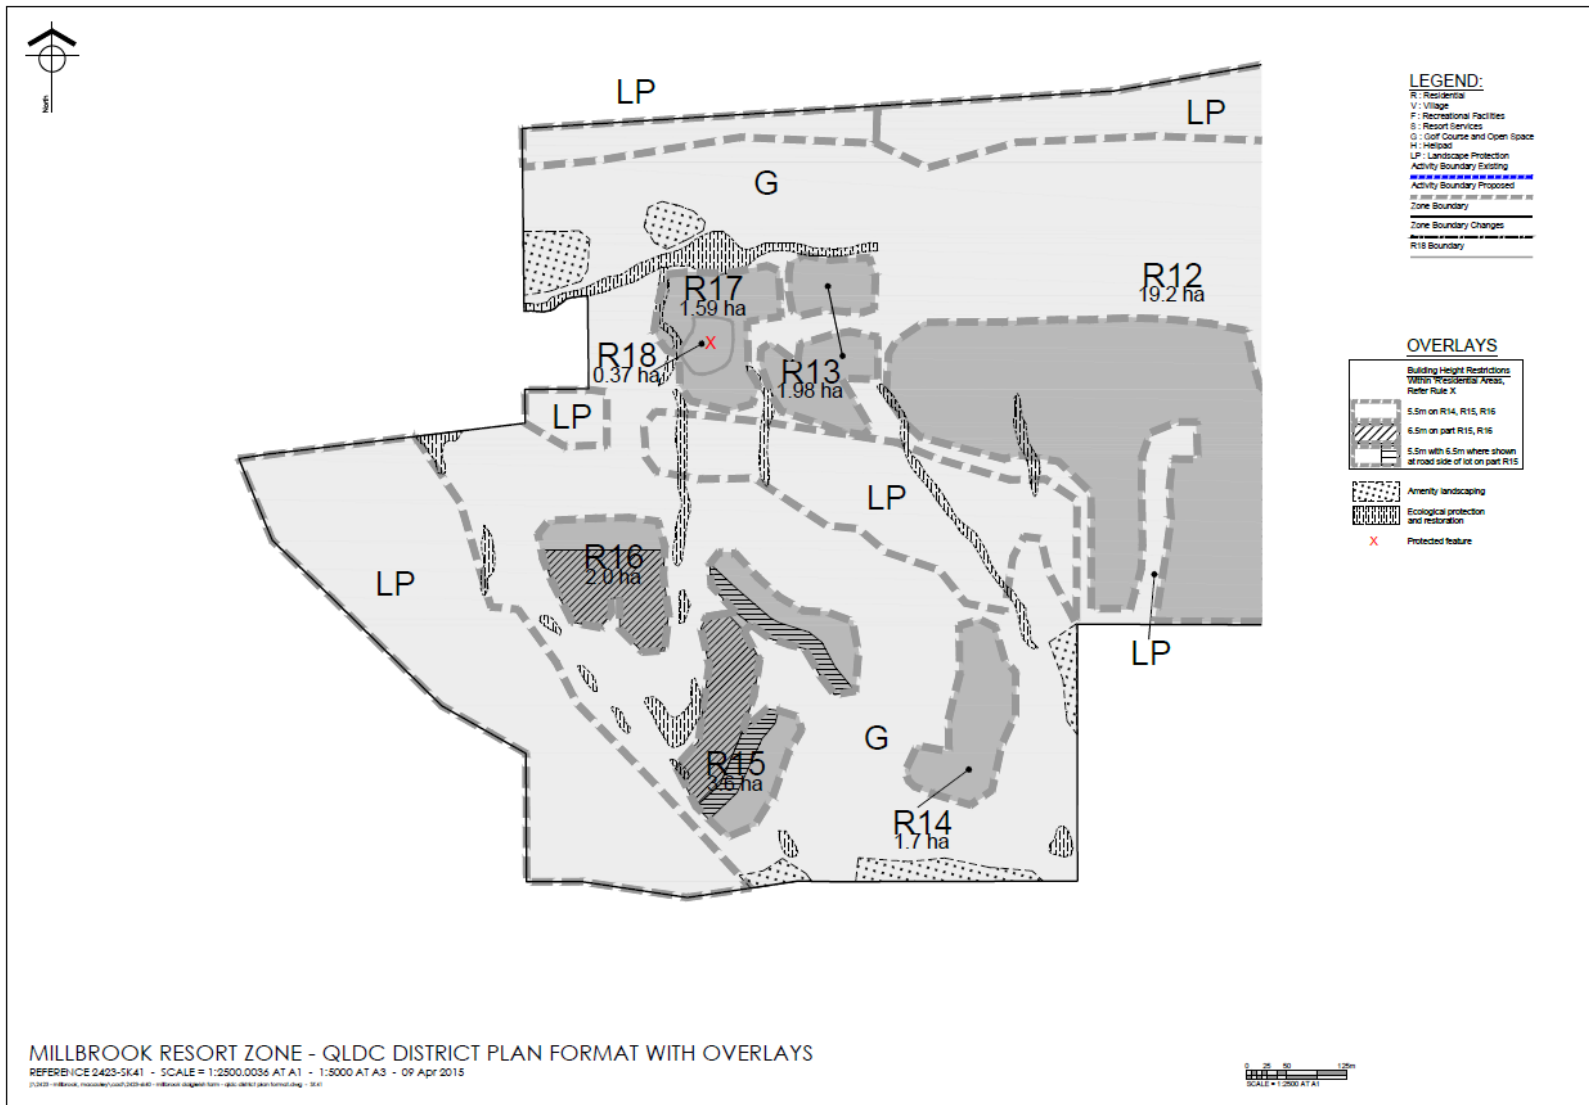 North
LP
LP
G
R12
19.2 ha
R17
1.59 ha
X
R18
0.37 ha
R13
1.98 ha
LP
LP
LP
R16
2.0 ha
LP
G
R15
3.6 ha
R14
1.7 ha
LEGEND:
R : Residential
V : Village
F : Recreational Facilities
S : Resort Services
G : Golf Course and Open Space
H : Helipad
LP : Landscape Protection
Activity Boundary Existing
Activity Boundary Proposed
Zone Boundary
Zone Boundary Changes
R18 Boundary
OVERLAYS
Building Height Restrictions
Within 'Residential Areas,
Refer Rule X
5.5m on R14, R15, R16
6.5m on part R15, R16
5.5m with 6.5m where shown
at road side of lot on part R15
Amenity landscaping
Ecological protection
and restoration
X Protected feature
MILLBROOK RESORT ZONE - QLDC DISTRICT PLAN FORMAT WITH OVERLAYS
REFERENCE 2423-SK41 - SCALE = 1:2500.0036 AT A1 - 1:5000 AT A3 - 09 Apr 2015
0 25 50 125m
SCALE = 1:2500 AT A1